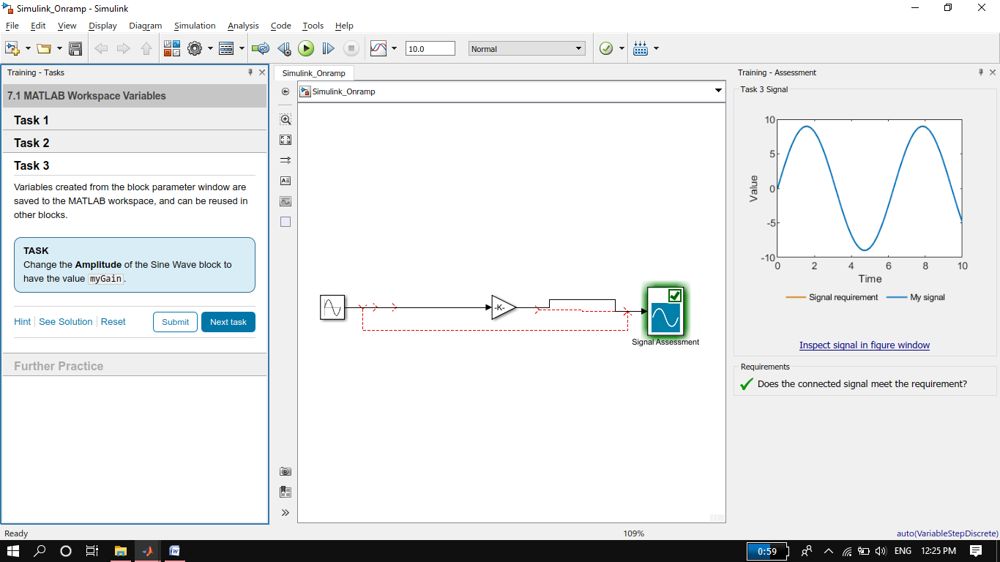 Simulink_Onramp - Simulink
File Edit View Display Diagram Simulation Analysis Code Tools Help
10.0
Normal
Training - Tasks
7.1 MATLAB Workspace Variables
Task 1
Task 2
Task 3
Variables created from the block parameter window are
saved to the MATLAB workspace, and can be reused in
other blocks.
TASK
Change the Amplitude of the Sine Wave block to
have the value myGain.
Hint See Solution Reset Submit Next task
Further Practice
Simulink_Onramp
Simulink_Onramp
-K-
Signal Assessment
Training - Assessment
Task 3 Signal
10
5
0
-5
-10
Value
0 2 4 6 8 10
Time
Signal requirement My signal
Inspect signal in figure window
Requirements
Does the connected signal meet the requirement?
Ready 109% auto(VariableStepDiscrete)
0:59 ENG 12:25 PM